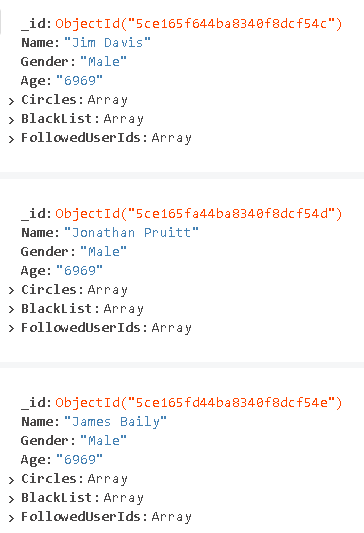 _id: ObjectId("5ce165f644ba8340f8dcf54c")
Name: "Jim Davis"
Gender: "Male"
Age: "6969"
> Circles: Array
> BlackList: Array
> FollowedUserIds: Array
_id: ObjectId("5ce165fa44ba8340f8dcf54d")
Name: "Jonathan Pruitt"
Gender: "Male"
Age: "6969"
> Circles: Array
> BlackList: Array
> FollowedUserIds: Array
_id: ObjectId("5ce165fd44ba8340f8dcf54e")
Name: "James Baily"
Gender: "Male"
Age: "6969"
> Circles: Array
> BlackList: Array
> FollowedUserIds: Array